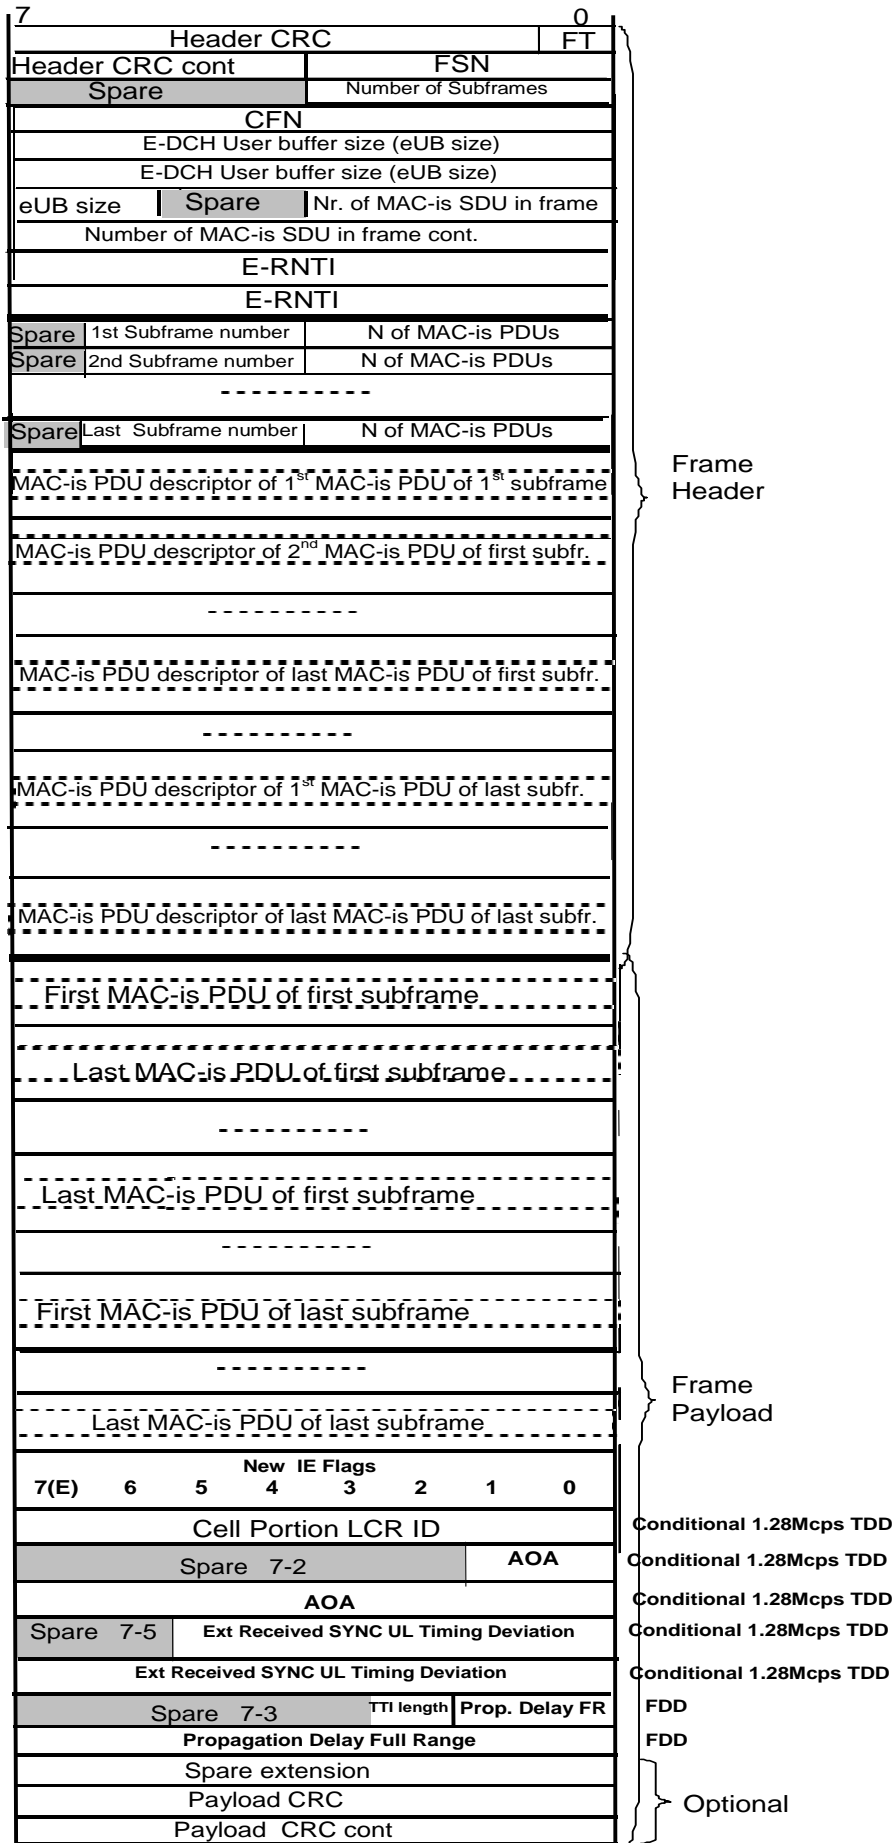 7 0
Header CRC FT
Header CRC cont FSN
Spare Number of Subframes
CFN
E-DCH User buffer size (eUB size)
E-DCH User buffer size (eUB size)
eUB size Spare Nr. of MAC-is SDU in frame
Number of MAC-is SDU in frame cont.
E-RNTI
E-RNTI
Spare 1st Subframe number N of MAC-is PDUs
Spare 2nd Subframe number N of MAC-is PDUs
Spare Last Subframe number N of MAC-is PDUs
Frame
Header
MAC-is PDU descriptor of 1st MAC-is PDU of 1st subframe
MAC-is PDU descriptor of 2nd MAC-is PDU of first subfr.
MAC-is PDU descriptor of last MAC-is PDU of first subfr.
MAC-is PDU descriptor of 1st MAC-is PDU of last subfr.
MAC-is PDU descriptor of last MAC-is PDU of last subfr.
First MAC-is PDU of first subframe
Last MAC-is PDU of first subframe
Last MAC-is PDU of first subframe
First MAC-is PDU of last subframe
Frame
Payload
Last MAC-is PDU of last subframe
New IE Flags
7(E) 6 5 4 3 2 1 0
Cell Portion LCR ID Conditional 1.28Mcps TDD
Spare 7-2 AOA Conditional 1.28Mcps TDD
AOA Conditional 1.28Mcps TDD
Spare 7-5 Ext Received SYNC UL Timing Deviation Conditional 1.28Mcps TDD
Ext Received SYNC UL Timing Deviation Conditional 1.28Mcps TDD
Spare 7-3 TTI length Prop. Delay FR FDD
Propagation Delay Full Range FDD
Spare extension
Payload CRC
Optional
Payload CRC cont